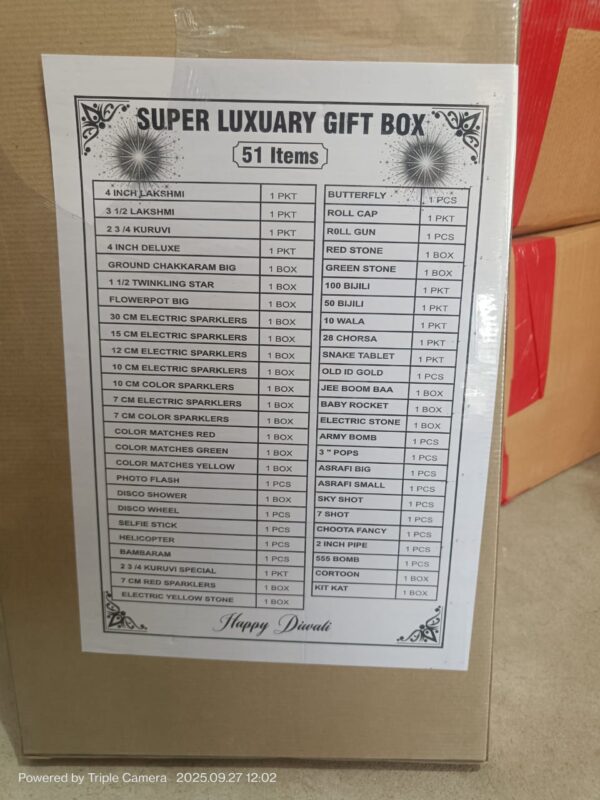 SUPER LUXUARY GIFT BOX
51 Items
4 INCH LAKSHMI 1 PKT
3 1/2 LAKSHMI 1 PKT
2 3/4 KURUVI 1 PKT
4 INCH DELUXE 1 PKT
GROUND CHAKKARAM BIG 1 BOX
1 1/2 TWINKLING STAR 1 BOX
FLOWERPOT BIG 1 BOX
30 CM ELECTRIC SPARKLERS 1 BOX
15 CM ELECTRIC SPARKLERS 1 BOX
12 CM ELECTRIC SPARKLERS 1 BOX
10 CM ELECTRIC SPARKLERS 1 BOX
10 CM COLOR SPARKLERS 1 BOX
7 CM ELECTRIC SPARKLERS 1 BOX
7 CM COLOR SPARKLERS 1 BOX
COLOR MATCHES RED 1 BOX
COLOR MATCHES GREEN 1 BOX
COLOR MATCHES YELLOW 1 BOX
PHOTO FLASH 1 PCS
DISCO SHOWER 1 BOX
DISCO WHEEL 1 PCS
SELFIE STICK 1 PCS
HELICOPTER 1 PCS
BAMBARAM 1 PCS
2 3/4 KURUVI SPECIAL 1 PKT
7 CM RED SPARKLERS 1 BOX
ELECTRIC YELLOW STONE 1 BOX
BUTTERFLY 1 PCS
ROLL CAP 1 PKT
R0LL GUN 1 PCS
RED STONE 1 BOX
GREEN STONE 1 BOX
100 BIJILI 1 PKT
50 BIJILI 1 PKT
10 WALA 1 PKT
28 CHORSA 1 PKT
SNAKE TABLET 1 PKT
OLD ID GOLD 1 PCS
JEE BOOM BAA 1 BOX
BABY ROCKET 1 BOX
ELECTRIC STONE 1 BOX
ARMY BOMB 1 PCS
3 " POPS 1 PCS
ASRAFI BIG 1 PCS
ASRAFI SMALL 1 PCS
SKY SHOT 1 PCS
7 SHOT 1 PCS
CHOOTA FANCY 1 PCS
2 INCH PIPE 1 PCS
555 BOMB 1 PCS
CORTOON 1 BOX
KIT KAT 1 BOX
Happy Diwali
Powered by Triple Camera 2025.09.27 12:02